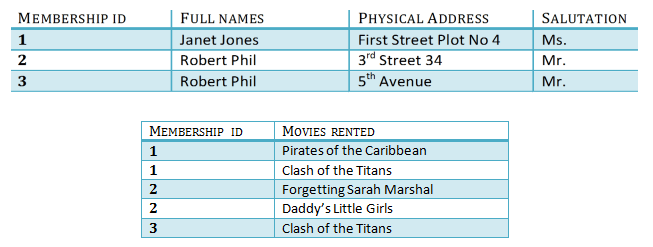 MEMBERSHIP ID FULL NAMES PHYSICAL ADDRESS SALUTATION
1 Janet Jones First Street Plot No 4 Ms.
2 Robert Phil 3rd Street 34 Mr.
3 Robert Phil 5th Avenue Mr.
MEMBERSHIP ID MOVIES RENTED
1 Pirates of the Caribbean
1 Clash of the Titans
2 Forgetting Sarah Marshal
2 Daddy's Little Girls
3 Clash of the Titans